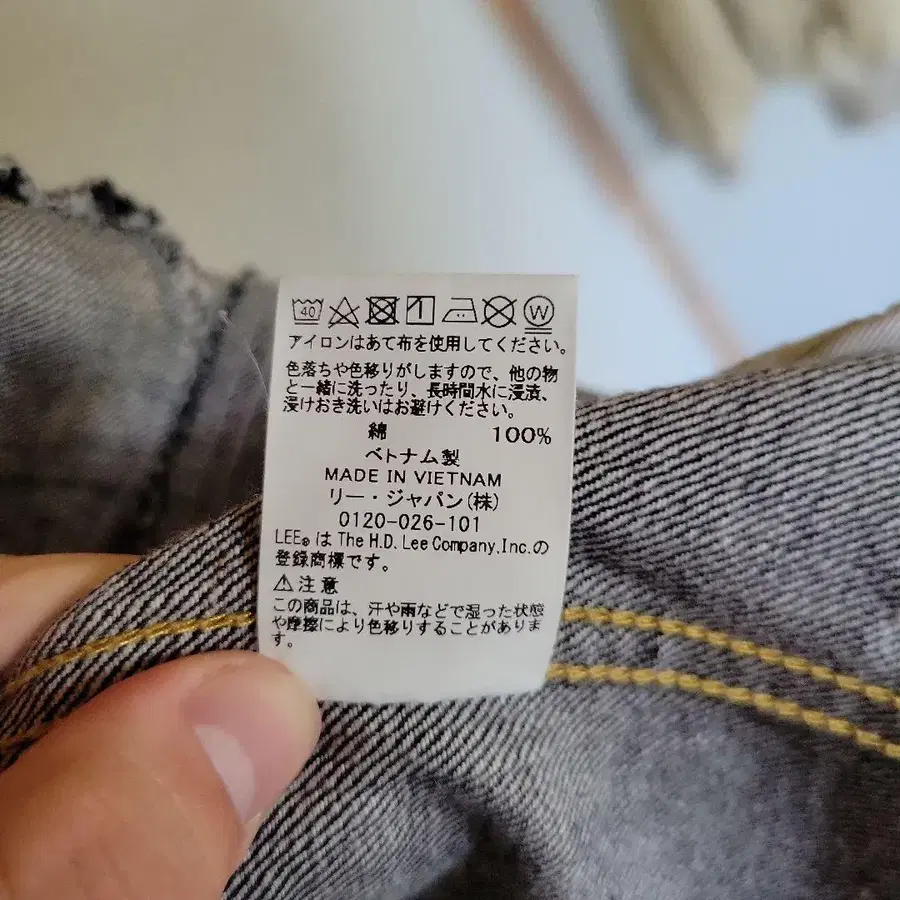 40 1 W
アイロンはあて布を使用してください。
色落ちや色移りがしますので、他の物
と一緒に洗ったり、長時間水に浸漬、
浸けおき洗いはお避けください。
綿 100%
ベトナム製
MADE IN VIETNAM
リー・ジャパン(株)
0120-026-101
LEE® は The H.D. Lee Company,Inc.の
登録商標です。
⚠注意
この商品は、汗や雨などで湿った状態
や摩擦により色移りすることがありま
す。